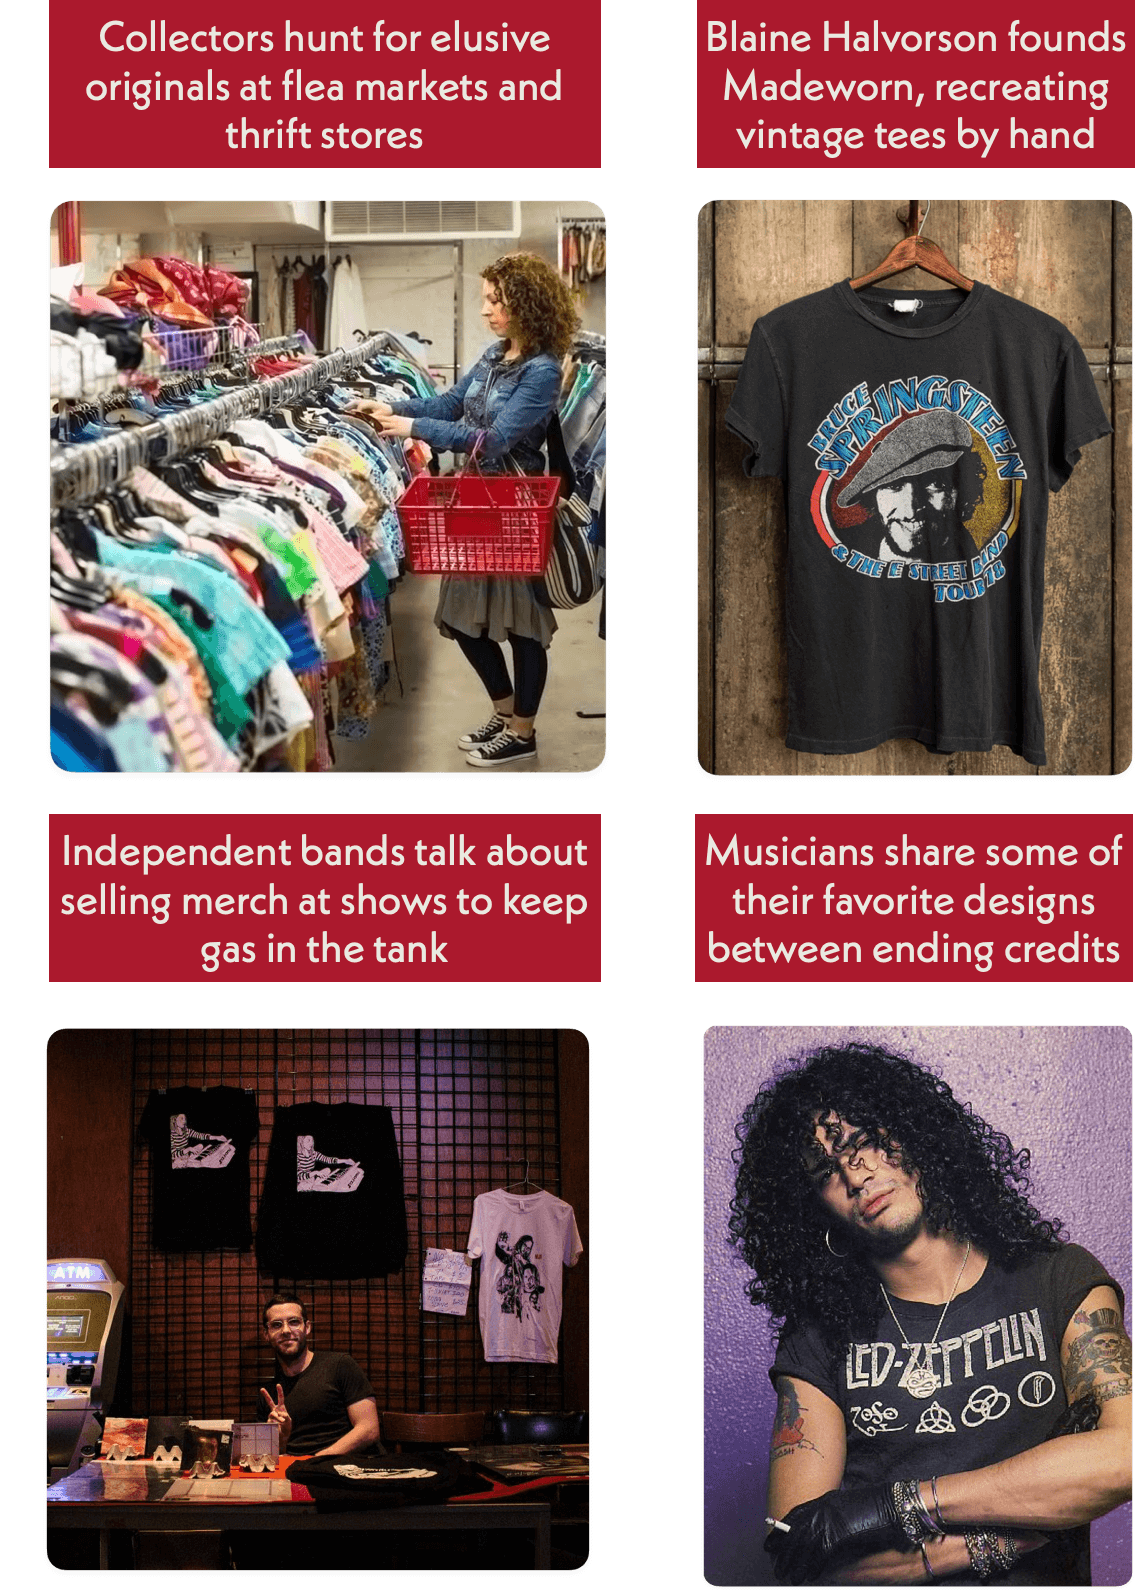 Collectors hunt for elusive
originals at flea markets and
thrift stores
Blaine Halvorson founds
Madeworn, recreating
vintage tees by hand
BRUCE
SPRINGSTEEN
& THE E STREET BAND
TOUR 78
Independent bands talk about
selling merch at shows to keep
gas in the tank
Musicians share some of
their favorite designs
between ending credits
ATM
LED-ZEPPELIN
ZOSO